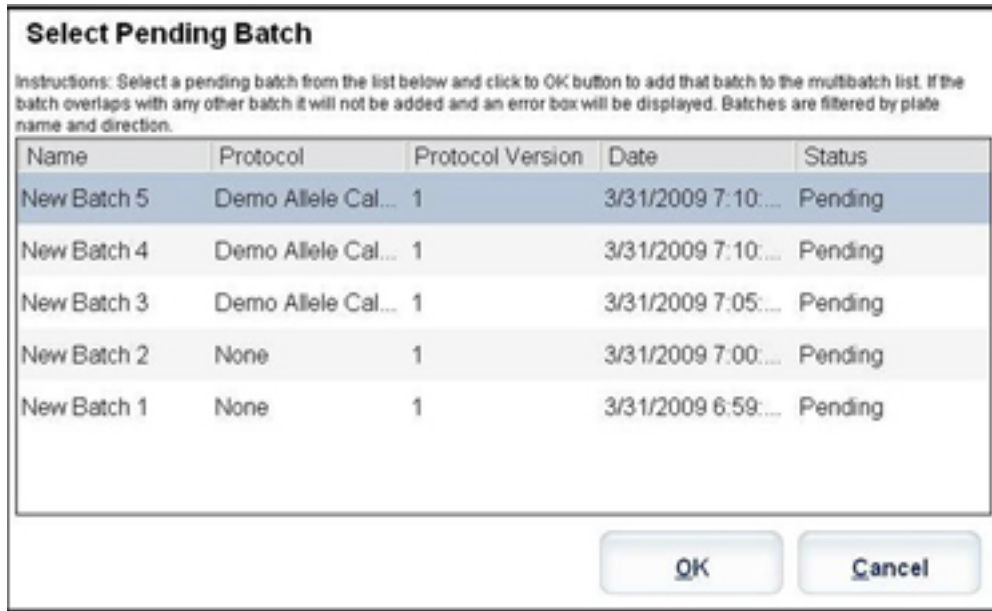 Select Pending Batch
Instructions: Select a pending batch from the list below and click to OK button to add that batch to the multibatch list. If the
batch overlaps with any other batch it will not be added and an error box will be displayed. Batches are filtered by plate
name and direction.
Name Protocol Protocol Version Date Status
New Batch 5 Demo Allele Cal... 1 3/31/2009 7:10:... Pending
New Batch 4 Demo Allele Cal... 1 3/31/2009 7:10:... Pending
New Batch 3 Demo Allele Cal... 1 3/31/2009 7:05:... Pending
New Batch 2 None 1 3/31/2009 7:00:... Pending
New Batch 1 None 1 3/31/2009 6:59:... Pending
OK Cancel